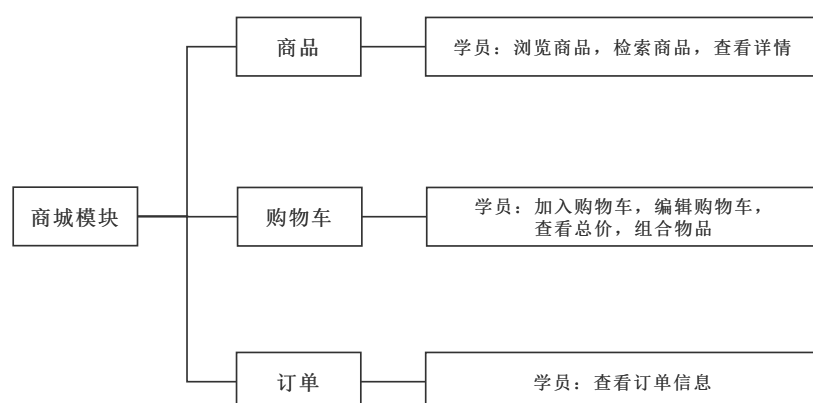 商品
学员：浏览商品，检索商品，查看详情
商城模块
购物车
学员：加入购物车，编辑购物车，
查看总价，组合物品
订单
学员：查看订单信息